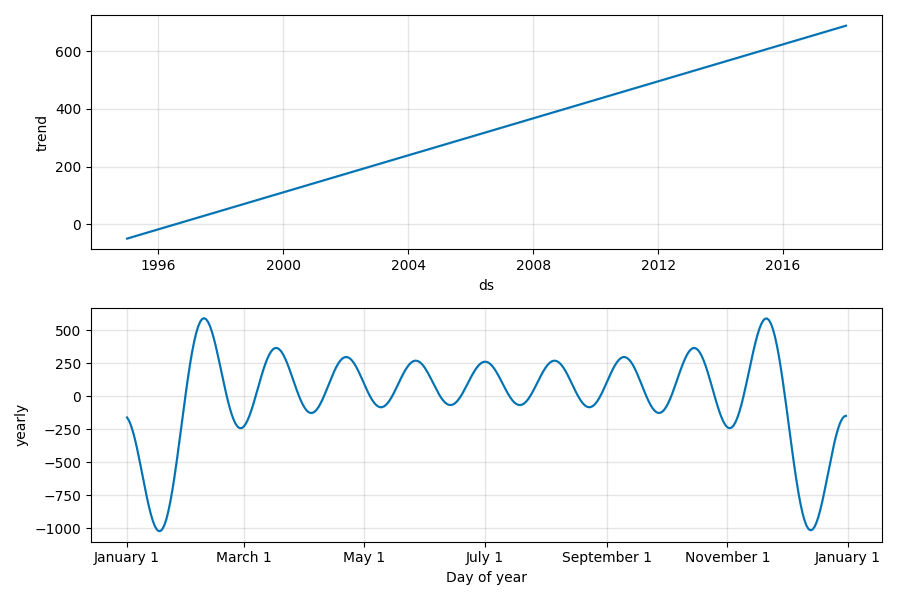 trend
600
400
200
0
1996 2000 2004 2008 2012 2016
ds
yearly
500
250
0
−250
−500
−750
−1000
January 1 March 1 May 1 July 1 September 1 November 1 January 1
Day of year